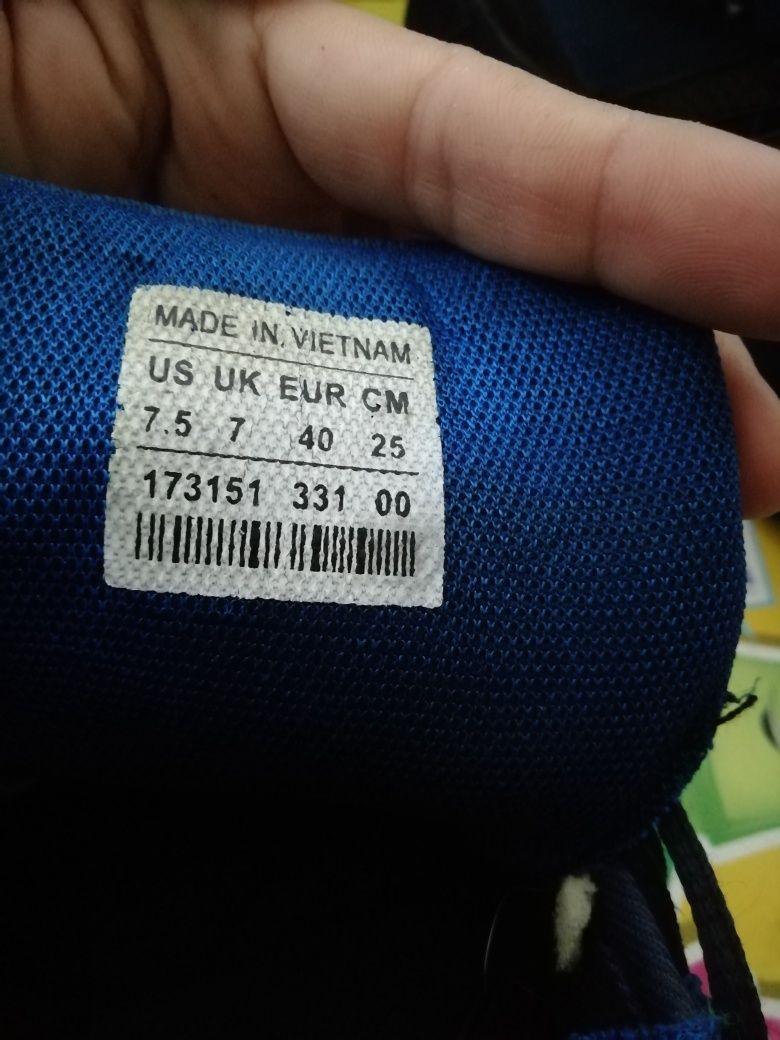 MADE IN VIETNAM
US UK EUR CM
7.5 7 40 25
173151 331 00